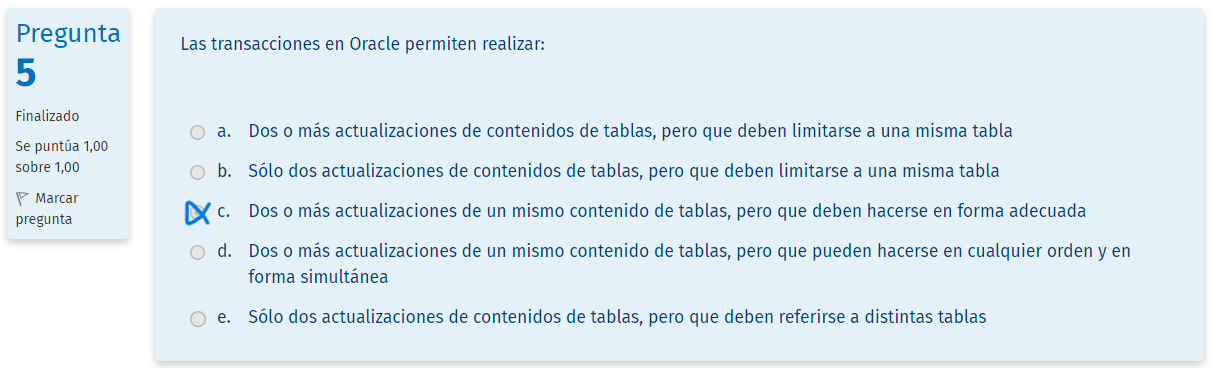 Pregunta
5
Finalizado
Se puntúa 1,00
sobre 1,00
Marcar
pregunta
Las transacciones en Oracle permiten realizar:
a. Dos o más actualizaciones de contenidos de tablas, pero que deben limitarse a una misma tabla
b. Sólo dos actualizaciones de contenidos de tablas, pero que deben limitarse a una misma tabla
c. Dos o más actualizaciones de un mismo contenido de tablas, pero que deben hacerse en forma adecuada
d. Dos o más actualizaciones de un mismo contenido de tablas, pero que pueden hacerse en cualquier orden y en
forma simultánea
e. Sólo dos actualizaciones de contenidos de tablas, pero que deben referirse a distintas tablas